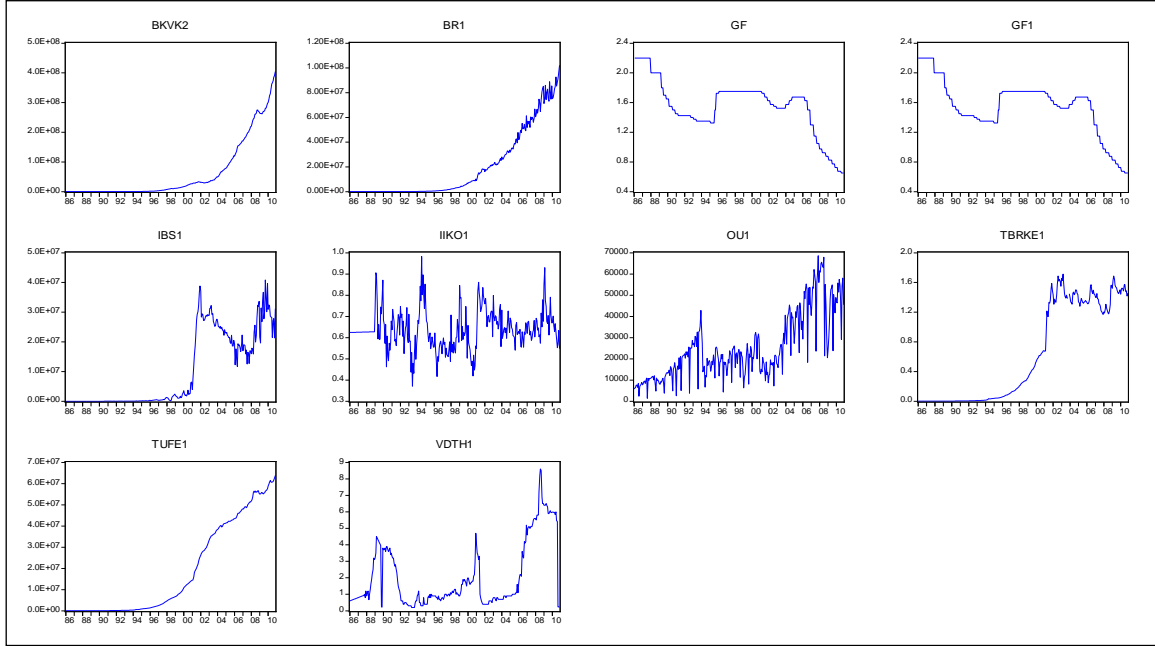 BKVK2
5.0E+08
4.0E+08
3.0E+08
2.0E+08
1.0E+08
0.0E+00
86 88 90 92 94 96 98 00 02 04 06 08 10
BR1
1.20E+08
1.00E+08
8.00E+07
6.00E+07
4.00E+07
2.00E+07
0.00E+00
86 88 90 92 94 96 98 00 02 04 06 08 10
GF
2.4
2.0
1.6
1.2
0.8
0.4
86 88 90 92 94 96 98 00 02 04 06 08 10
GF1
2.4
2.0
1.6
1.2
0.8
0.4
86 88 90 92 94 96 98 00 02 04 06 08 10
IBS1
5.0E+07
4.0E+07
3.0E+07
2.0E+07
1.0E+07
0.0E+00
86 88 90 92 94 96 98 00 02 04 06 08 10
IIKO1
1.0
0.9
0.8
0.7
0.6
0.5
0.4
0.3
86 88 90 92 94 96 98 00 02 04 06 08 10
OU1
70000
60000
50000
40000
30000
20000
10000
0
86 88 90 92 94 96 98 00 02 04 06 08 10
TBRKE1
2.0
1.6
1.2
0.8
0.4
0.0
86 88 90 92 94 96 98 00 02 04 06 08 10
TUFE1
7.0E+07
6.0E+07
5.0E+07
4.0E+07
3.0E+07
2.0E+07
1.0E+07
0.0E+00
86 88 90 92 94 96 98 00 02 04 06 08 10
VDTH1
9
8
7
6
5
4
3
2
1
0
86 88 90 92 94 96 98 00 02 04 06 08 10